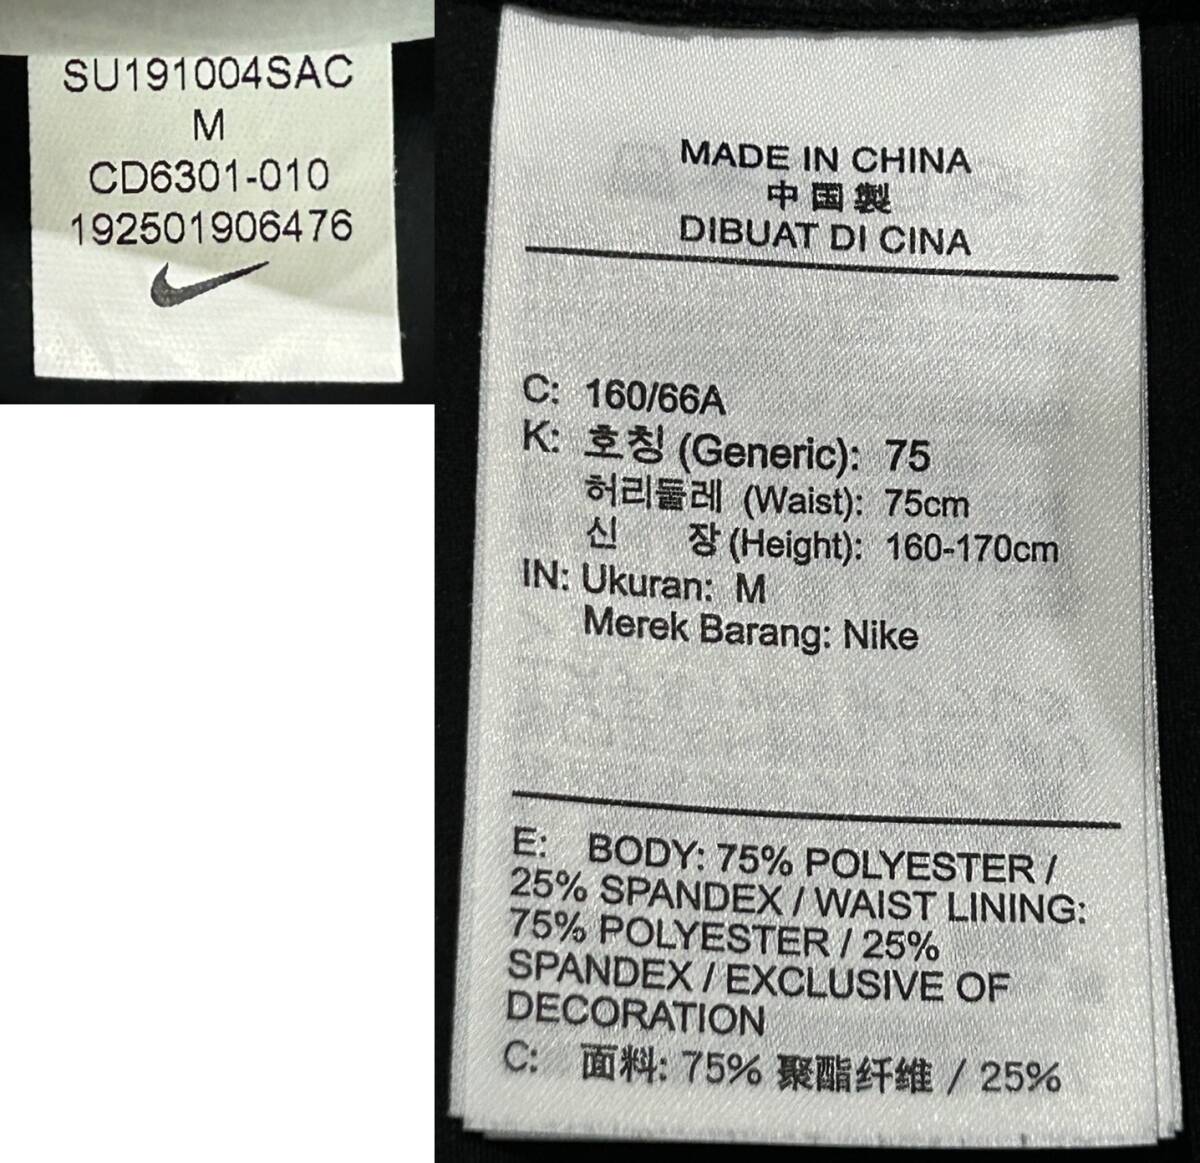 SU191004SAC
M
CD6301-010
192501906476
MADE IN CHINA
中国製
DIBUAT DI CINA
C: 160/66A
K: 호칭 (Generic): 75
허리둘레 (Waist): 75cm
신 장 (Height): 160-170cm
IN: Ukuran: M
Merek Barang: Nike
E: BODY: 75% POLYESTER /
25% SPANDEX / WAIST LINING:
75% POLYESTER / 25%
SPANDEX / EXCLUSIVE OF
DECORATION
C: 面料: 75% 聚酯纤维 / 25%